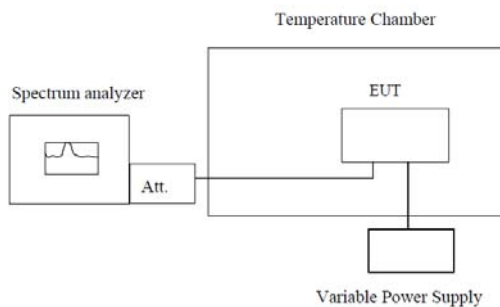 Temperature Chamber
Spectrum analyzer
EUT
Att.
Variable Power Supply